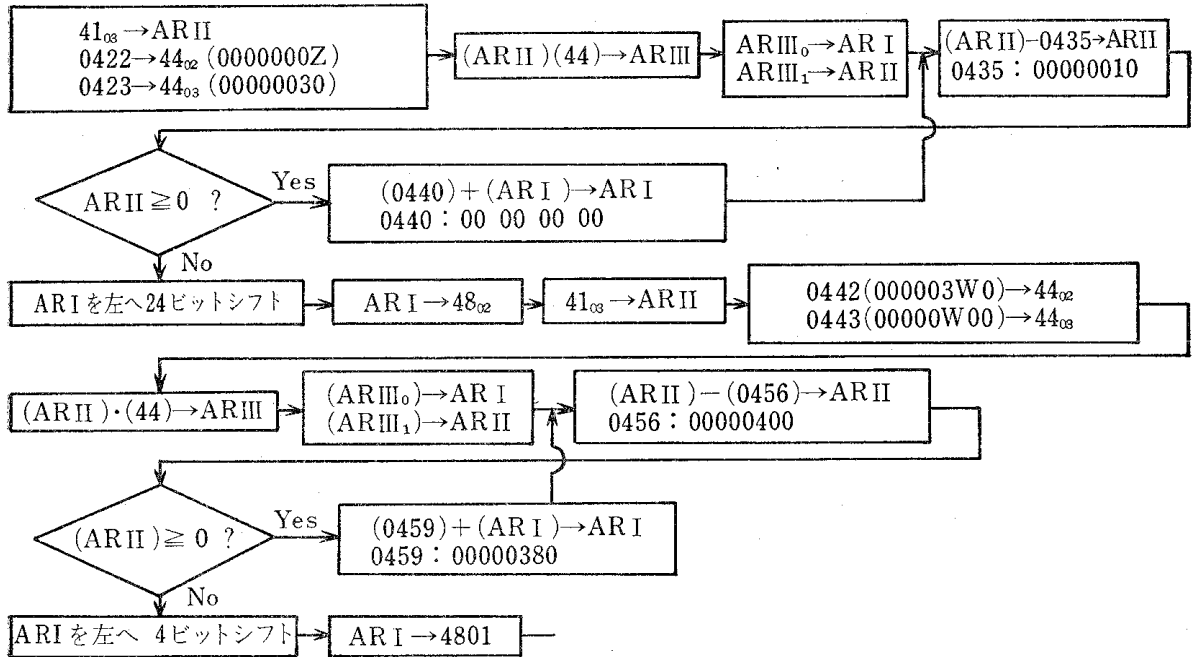 41₀₃→ARⅡ
0422→44₀₂ (0000000Z)
0423→44₀₃ (00000030)
(ARⅡ)(44)→ARⅢ
ARⅢ₀→ARⅠ
ARⅢ₁→ARⅡ
(ARⅡ)-0435→ARⅡ
0435：00000010
ARⅡ≧0 ?
Yes
(0440)+(ARⅠ)→ARⅠ
0440：00 00 00 00
No
ARⅠを左へ24ビットシフト
ARⅠ→48₀₂
41₀₃→ARⅡ
0442(000003W0)→44₀₂
0443(00000W00)→44₀₃
(ARⅡ)・(44)→ARⅢ
(ARⅢ₀)→ARⅠ
(ARⅢ₁)→ARⅡ
(ARⅡ)-(0456)→ARⅡ
0456：00000400
(ARⅡ)≧0 ?
Yes
(0459)+(ARⅠ)→ARⅠ
0459：00000380
No
ARⅠを左へ 4ビットシフト
ARⅠ→4801